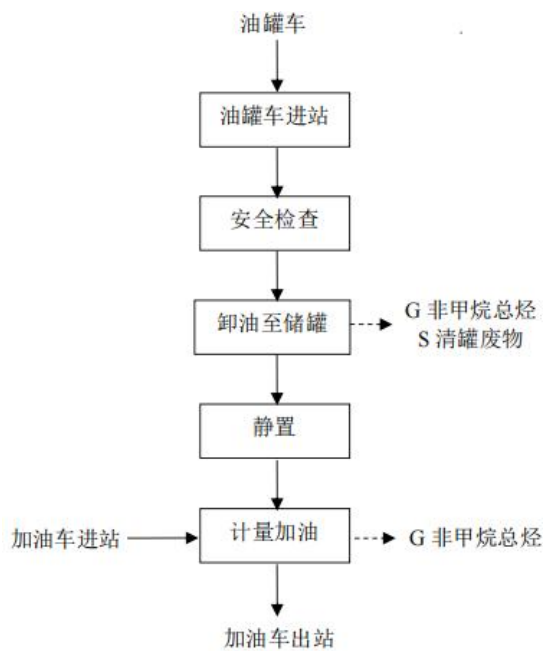 油罐车
油罐车进站
安全检查
卸油至储罐
G 非甲烷总烃
S 清罐废物
静置
加油车进站
计量加油
G 非甲烷总烃
加油车出站